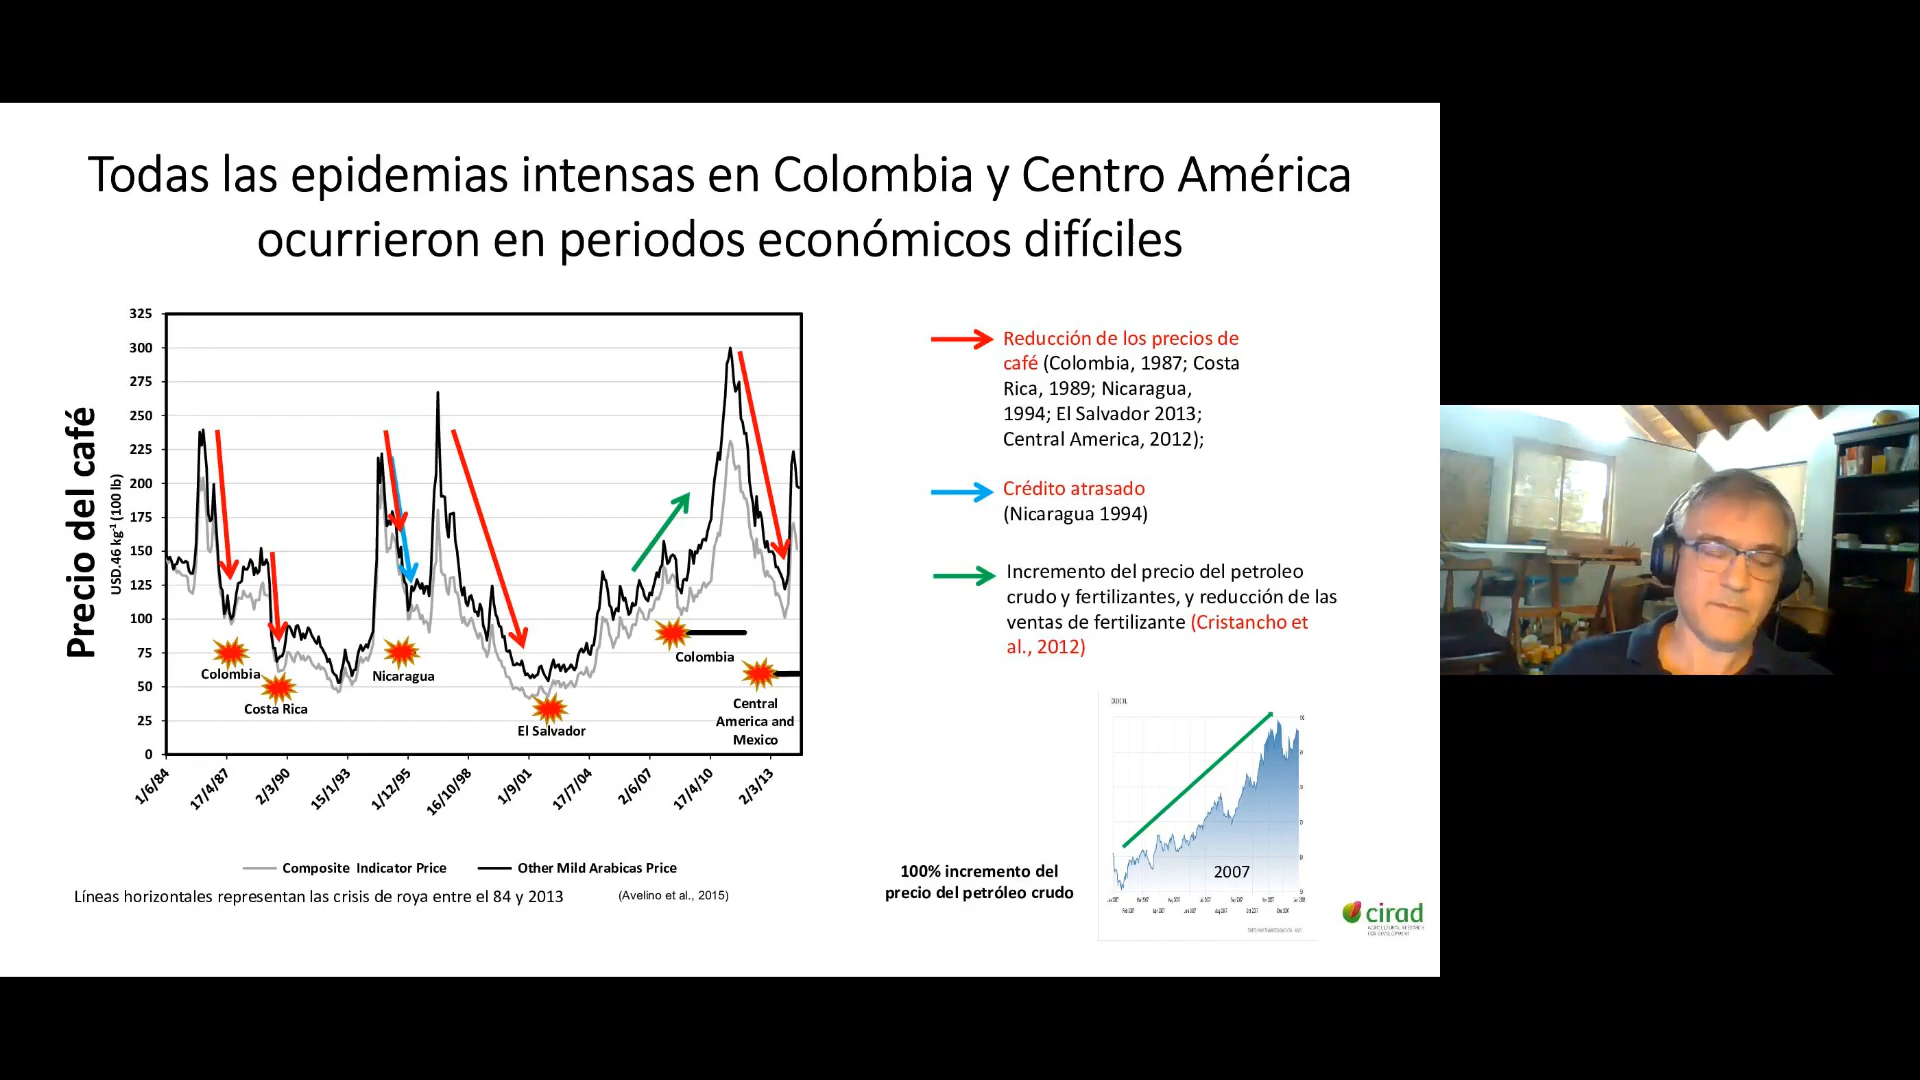 Todas las epidemias intensas en Colombia y Centro América
ocurrieron en periodos económicos difíciles
Precio del café
USD.46 kg-1 (100 lb)
325
300
275
250
225
200
175
150
125
100
75
50
25
0
Colombia
Costa Rica
Nicaragua
El Salvador
Colombia
Central
America and
Mexico
1/6/84
17/4/87
2/3/90
15/1/93
1/12/95
16/10/98
1/9/01
17/7/04
2/6/07
17/4/10
2/3/13
Composite Indicator Price
Other Mild Arabicas Price
Líneas horizontales representan las crisis de roya entre el 84 y 2013
(Avelino et al., 2015)
Reducción de los precios de
café (Colombia, 1987; Costa
Rica, 1989; Nicaragua,
1994; El Salvador 2013;
Central America, 2012);
Crédito atrasado
(Nicaragua 1994)
Incremento del precio del petroleo
crudo y fertilizantes, y reducción de las
ventas de fertilizante (Cristancho et
al., 2012)
100% incremento del
precio del petróleo crudo
2007
cirad
AGRICULTURAL RESEARCH
FOR DEVELOPMENT